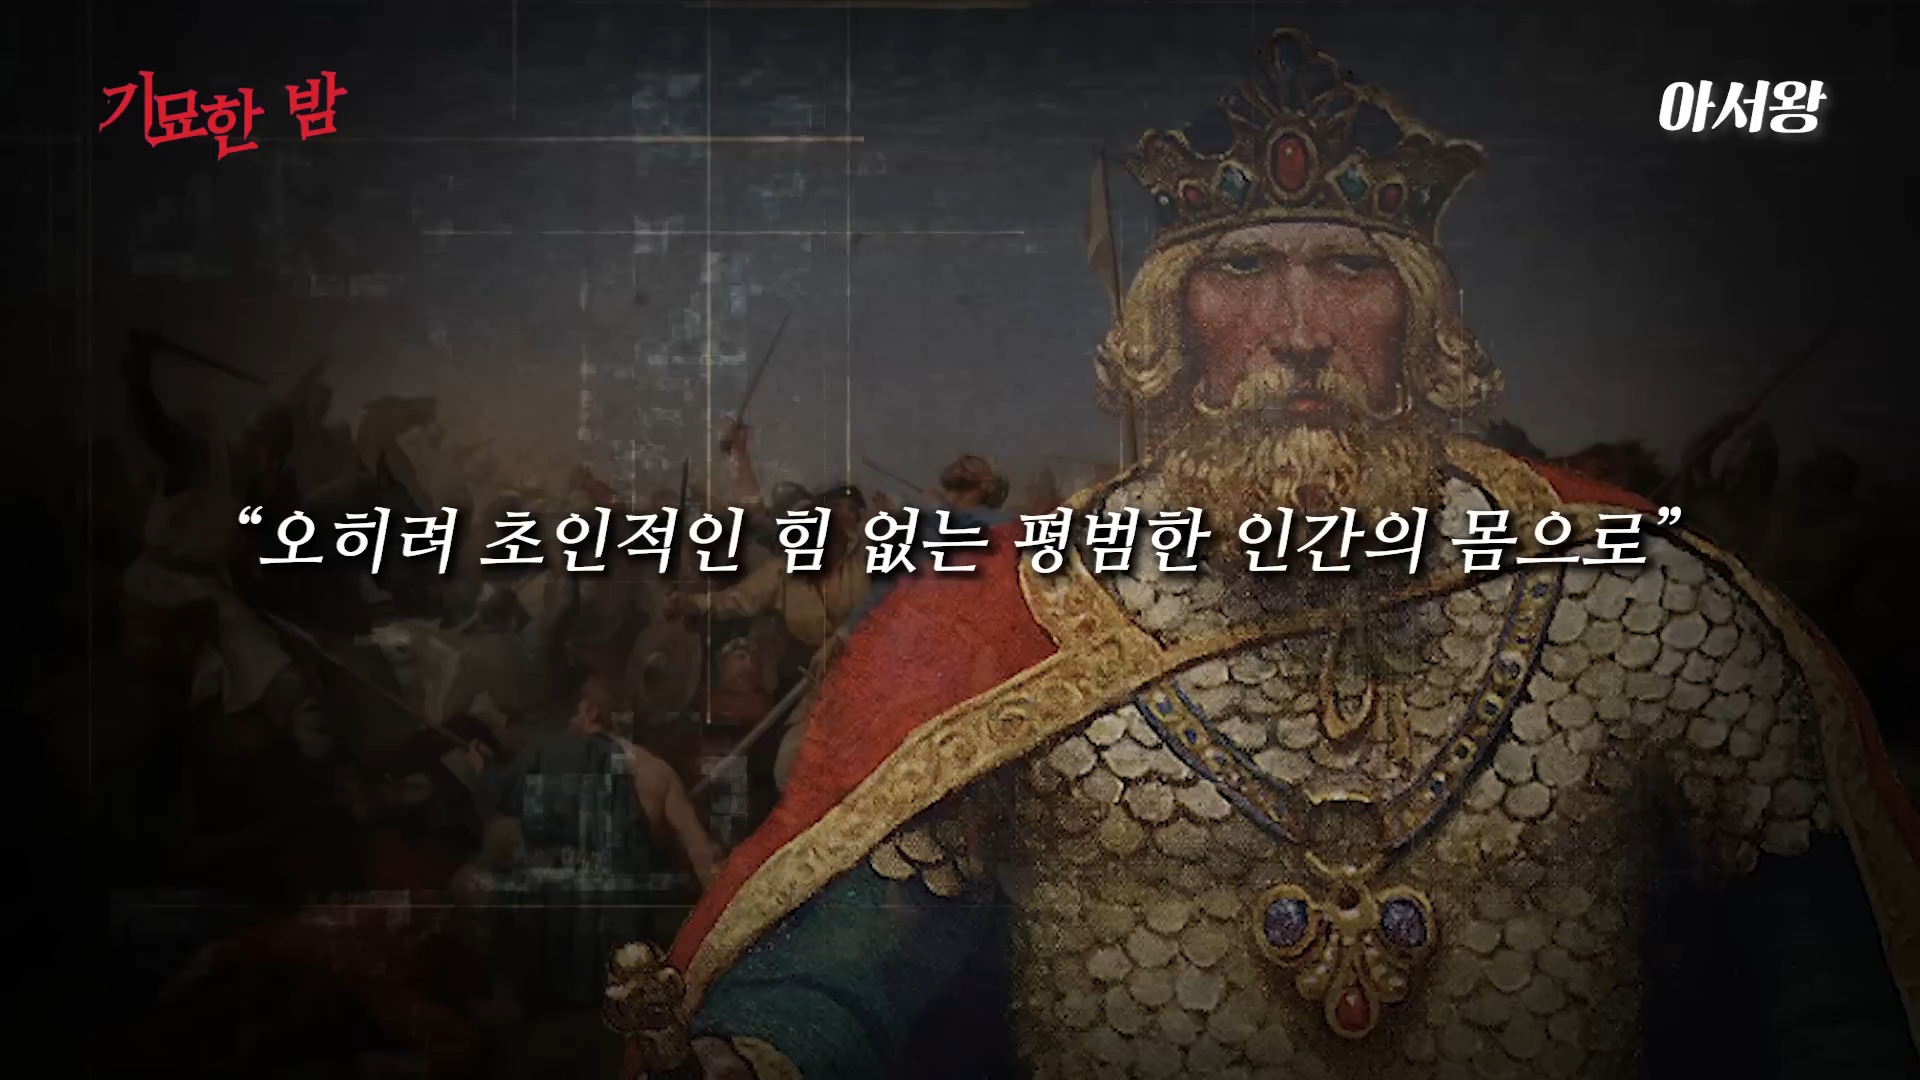 기묘한 밤
아서왕
“오히려 초인적인 힘 없는 평범한 인간의 몸으로”